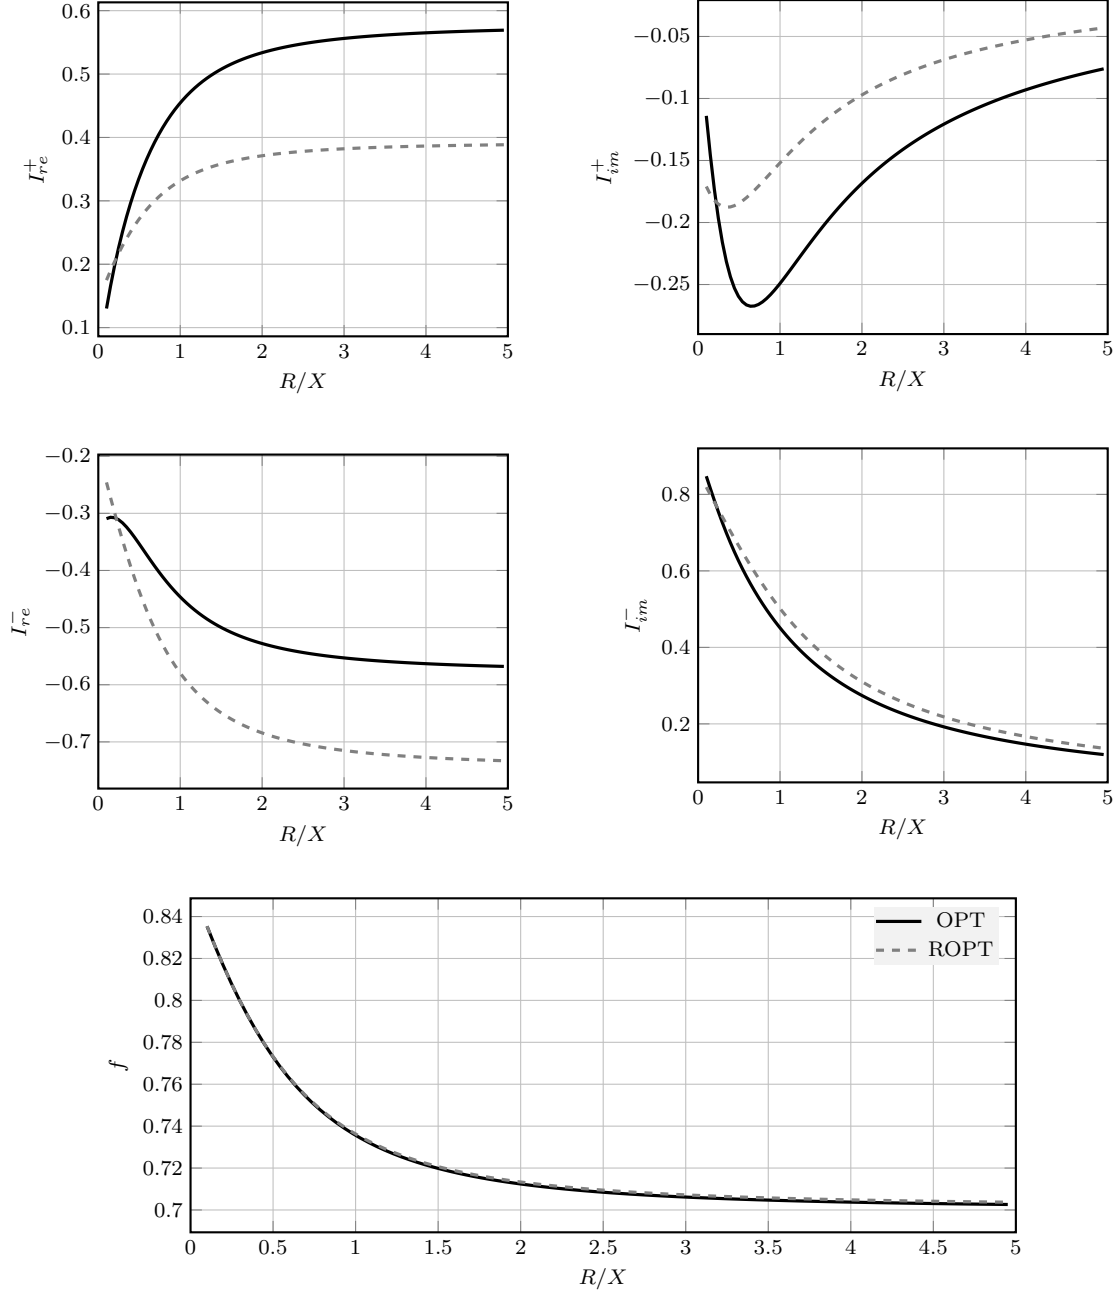 0.6
0.5
0.4
0.3
0.2
0.1
0 1 2 3 4 5
R/X
I_{re}^{+}
−0.05
−0.1
−0.15
−0.2
−0.25
0 1 2 3 4 5
R/X
I_{im}^{+}
−0.2
−0.3
−0.4
−0.5
−0.6
−0.7
0 1 2 3 4 5
R/X
I_{re}^{−}
0.8
0.6
0.4
0.2
0 1 2 3 4 5
R/X
I_{im}^{−}
0.84
0.82
0.8
0.78
0.76
0.74
0.72
0.7
0 0.5 1 1.5 2 2.5 3 3.5 4 4.5 5
R/X
f
OPT
ROPT